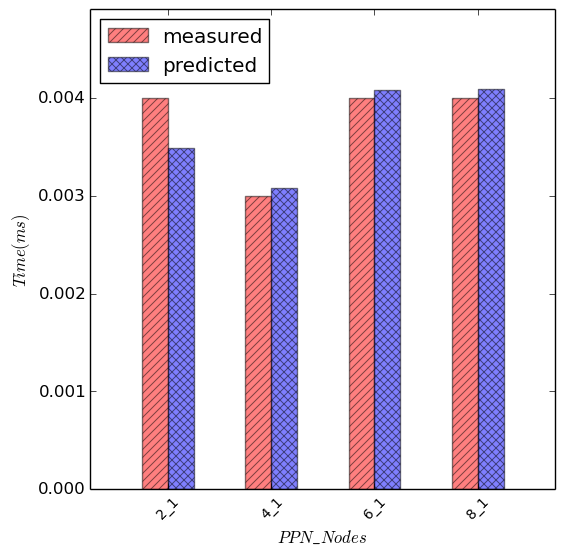 measured
predicted
0.004
0.003
0.002
0.001
0.000
Time(ms)
2_1
4_1
6_1
8_1
PPN_Nodes